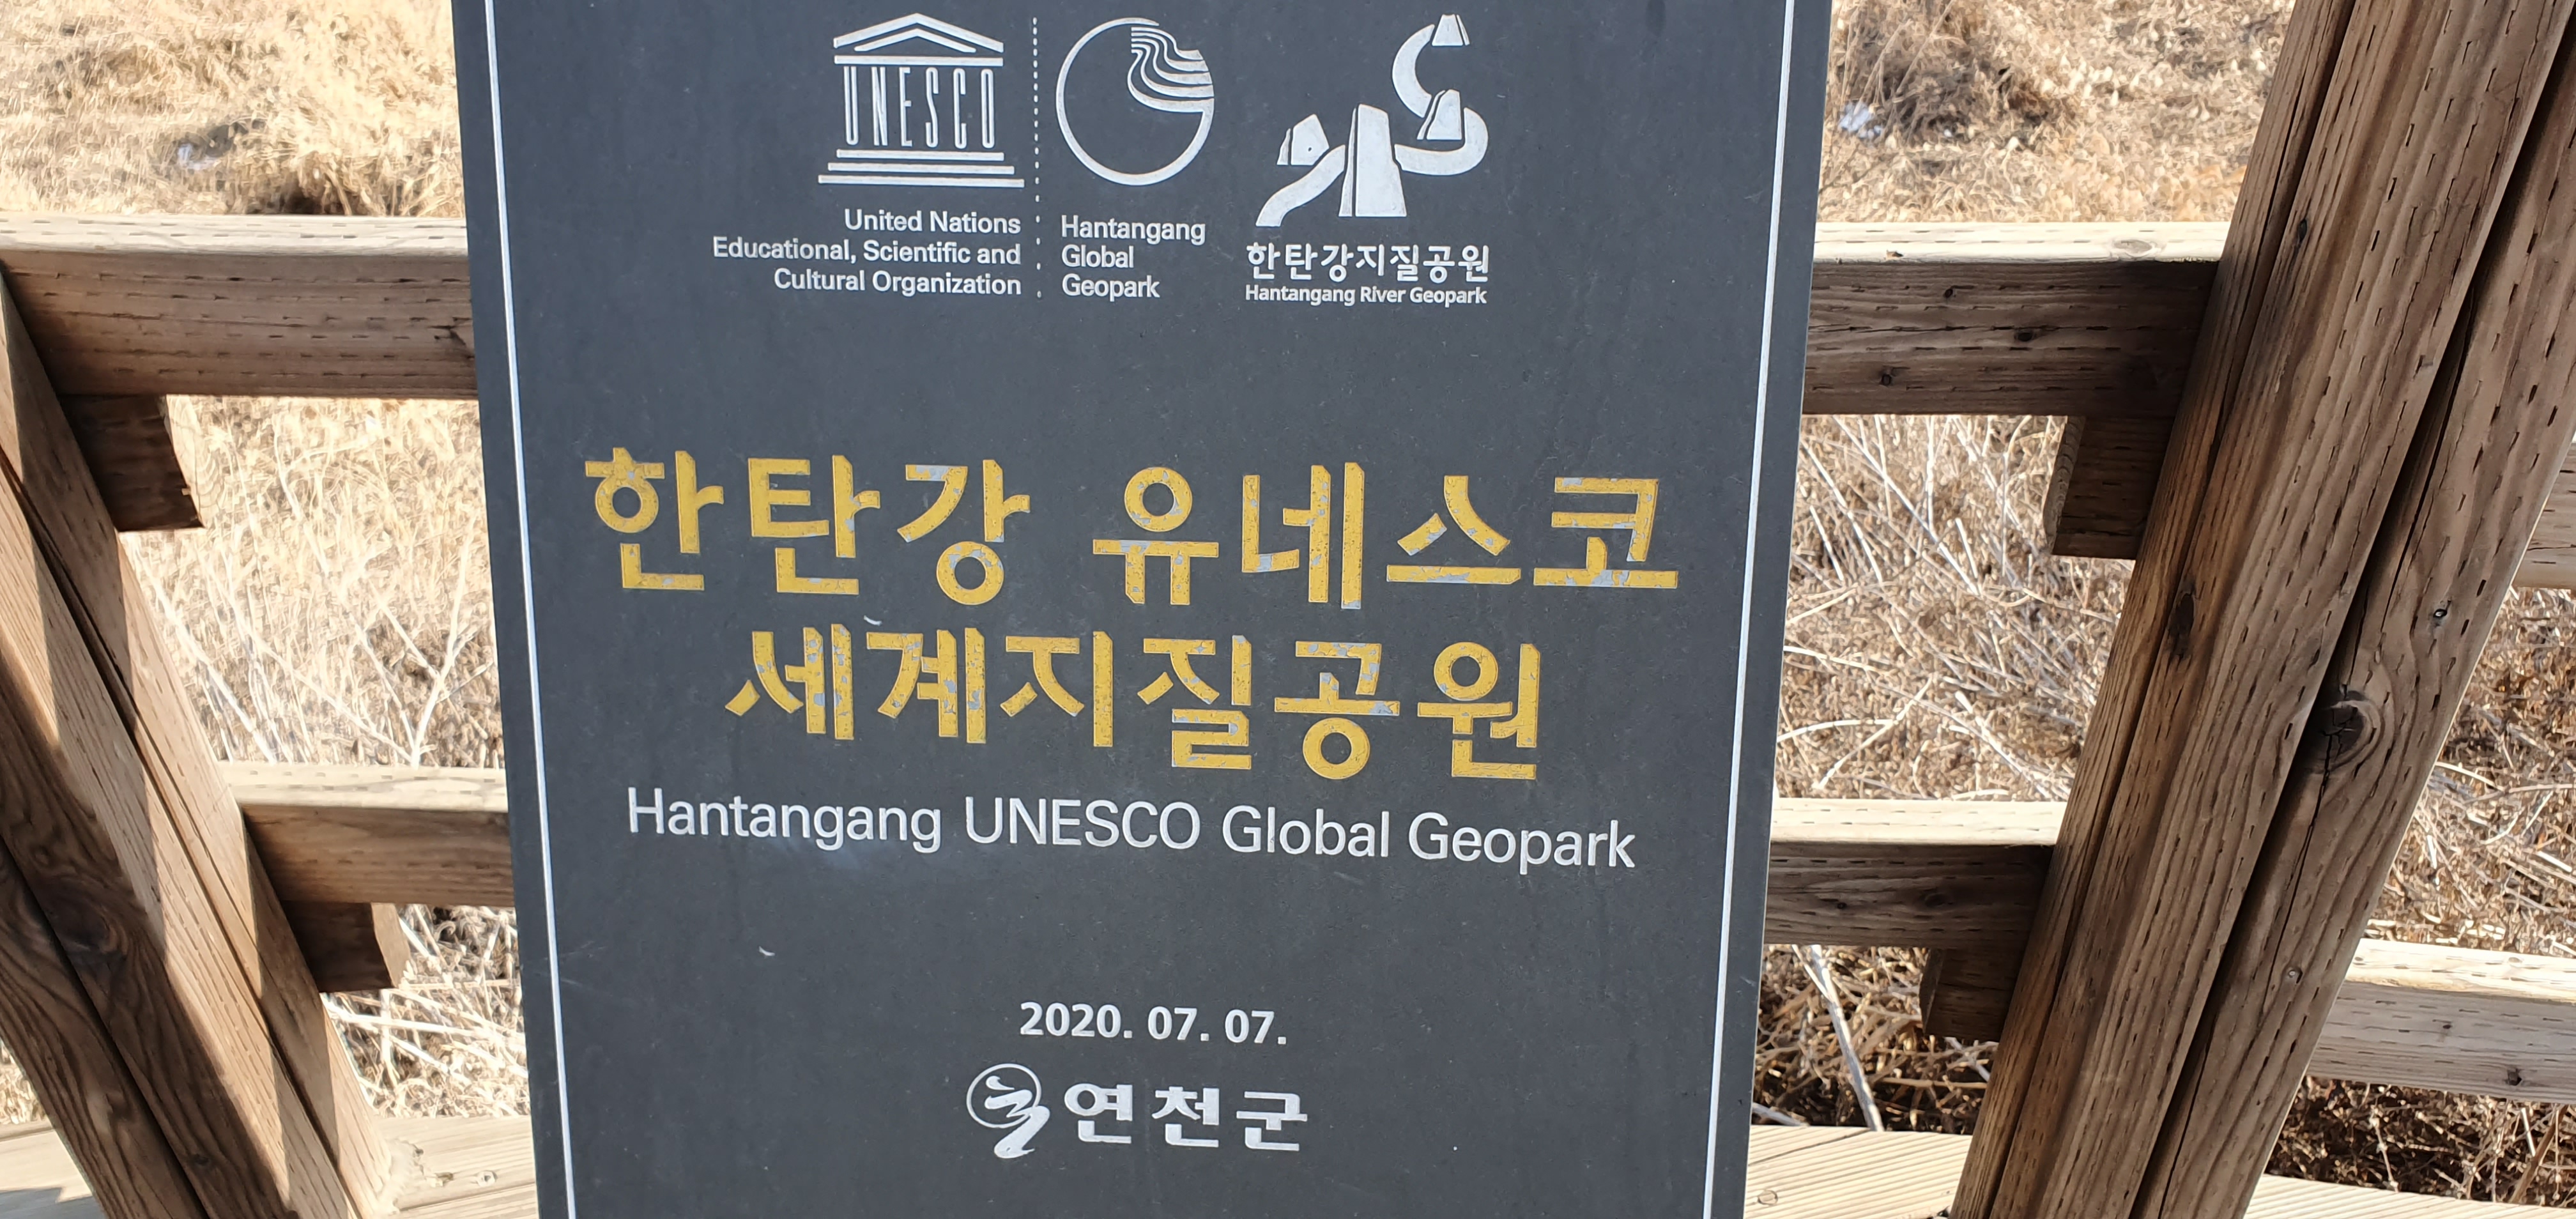 UNESCO
United Nations
Educational, Scientific and
Cultural Organization
Hantangang
Global
Geopark
한탄강지질공원
Hantangang River Geopark
한탄강 유네스코
세계지질공원
Hantangang UNESCO Global Geopark
2020. 07. 07.
연천군